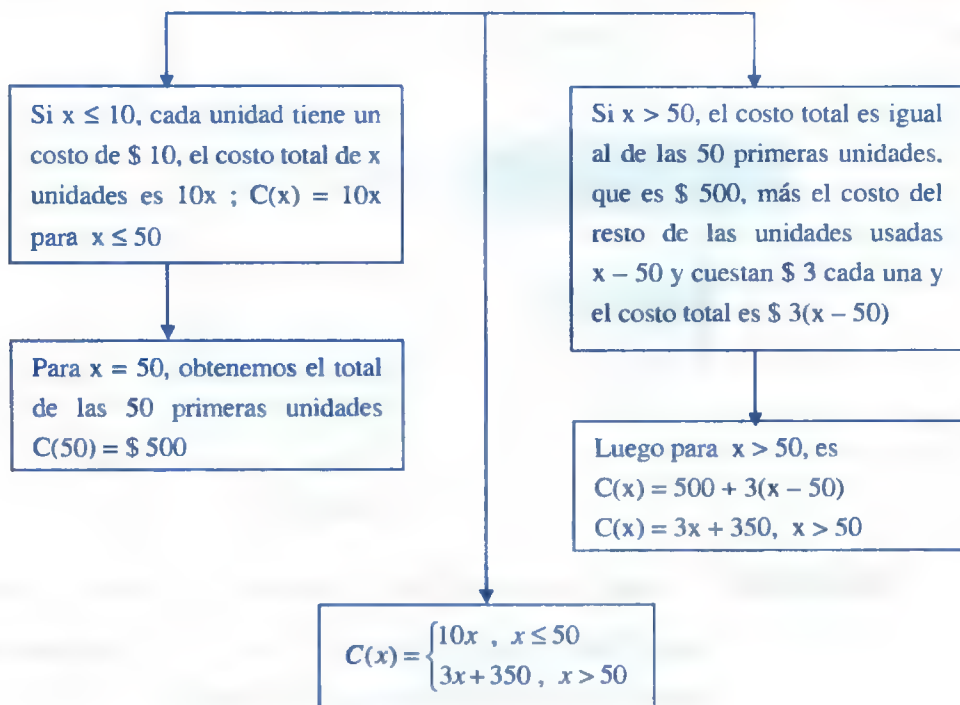 Si x ≤ 10, cada unidad tiene un
costo de $ 10, el costo total de x
unidades es 10x ; C(x) = 10x
para x ≤ 50
Para x = 50, obtenemos el total
de las 50 primeras unidades
C(50) = $ 500
Si x > 50, el costo total es igual
al de las 50 primeras unidades.
que es $ 500, más el costo del
resto de las unidades usadas
x – 50 y cuestan $ 3 cada una y
el costo total es $ 3(x – 50)
Luego para x > 50, es
C(x) = 500 + 3(x – 50)
C(x) = 3x + 350, x > 50
C(x) = {10x , x ≤ 50
3x + 350 , x > 50